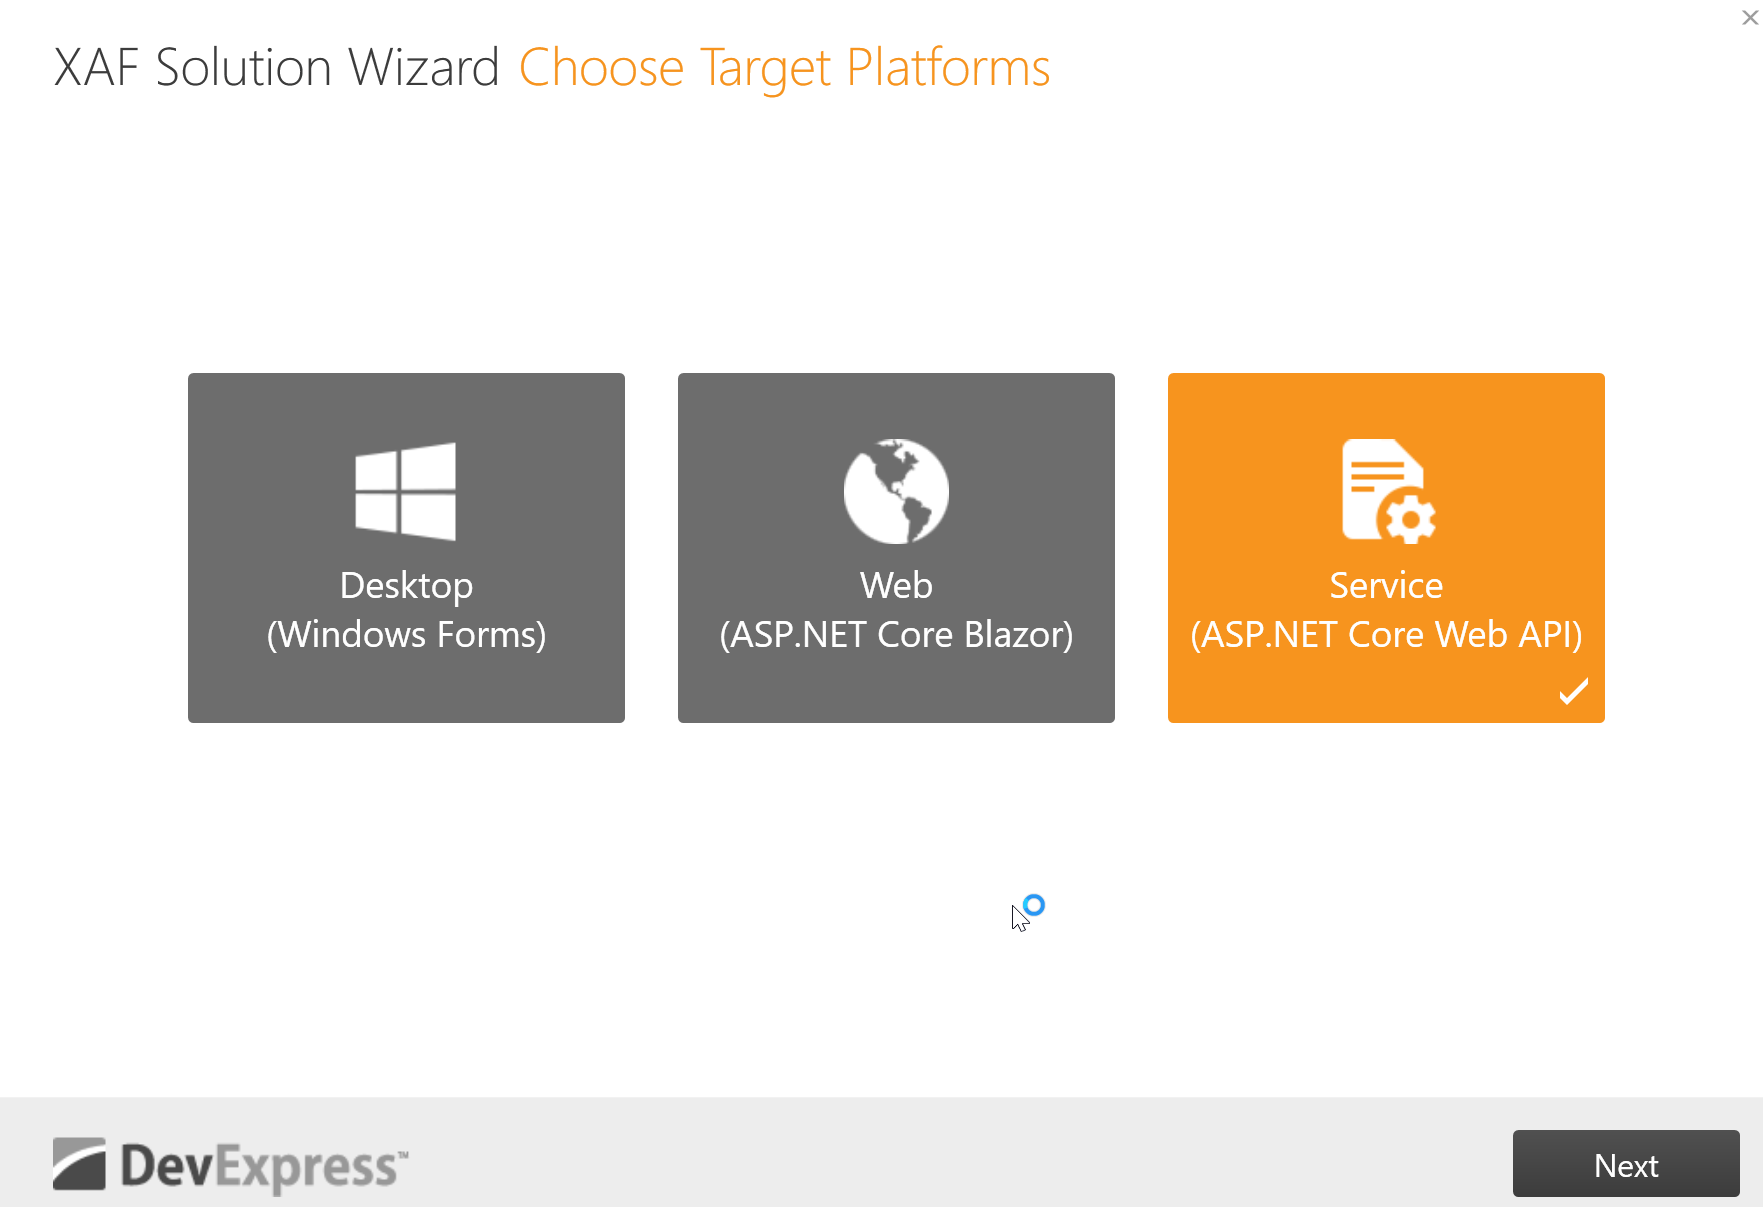 XAF Solution Wizard Choose Target Platforms
Desktop
(Windows Forms)
Web
(ASP.NET Core Blazor)
Service
(ASP.NET Core Web API)
DevExpress™
Next